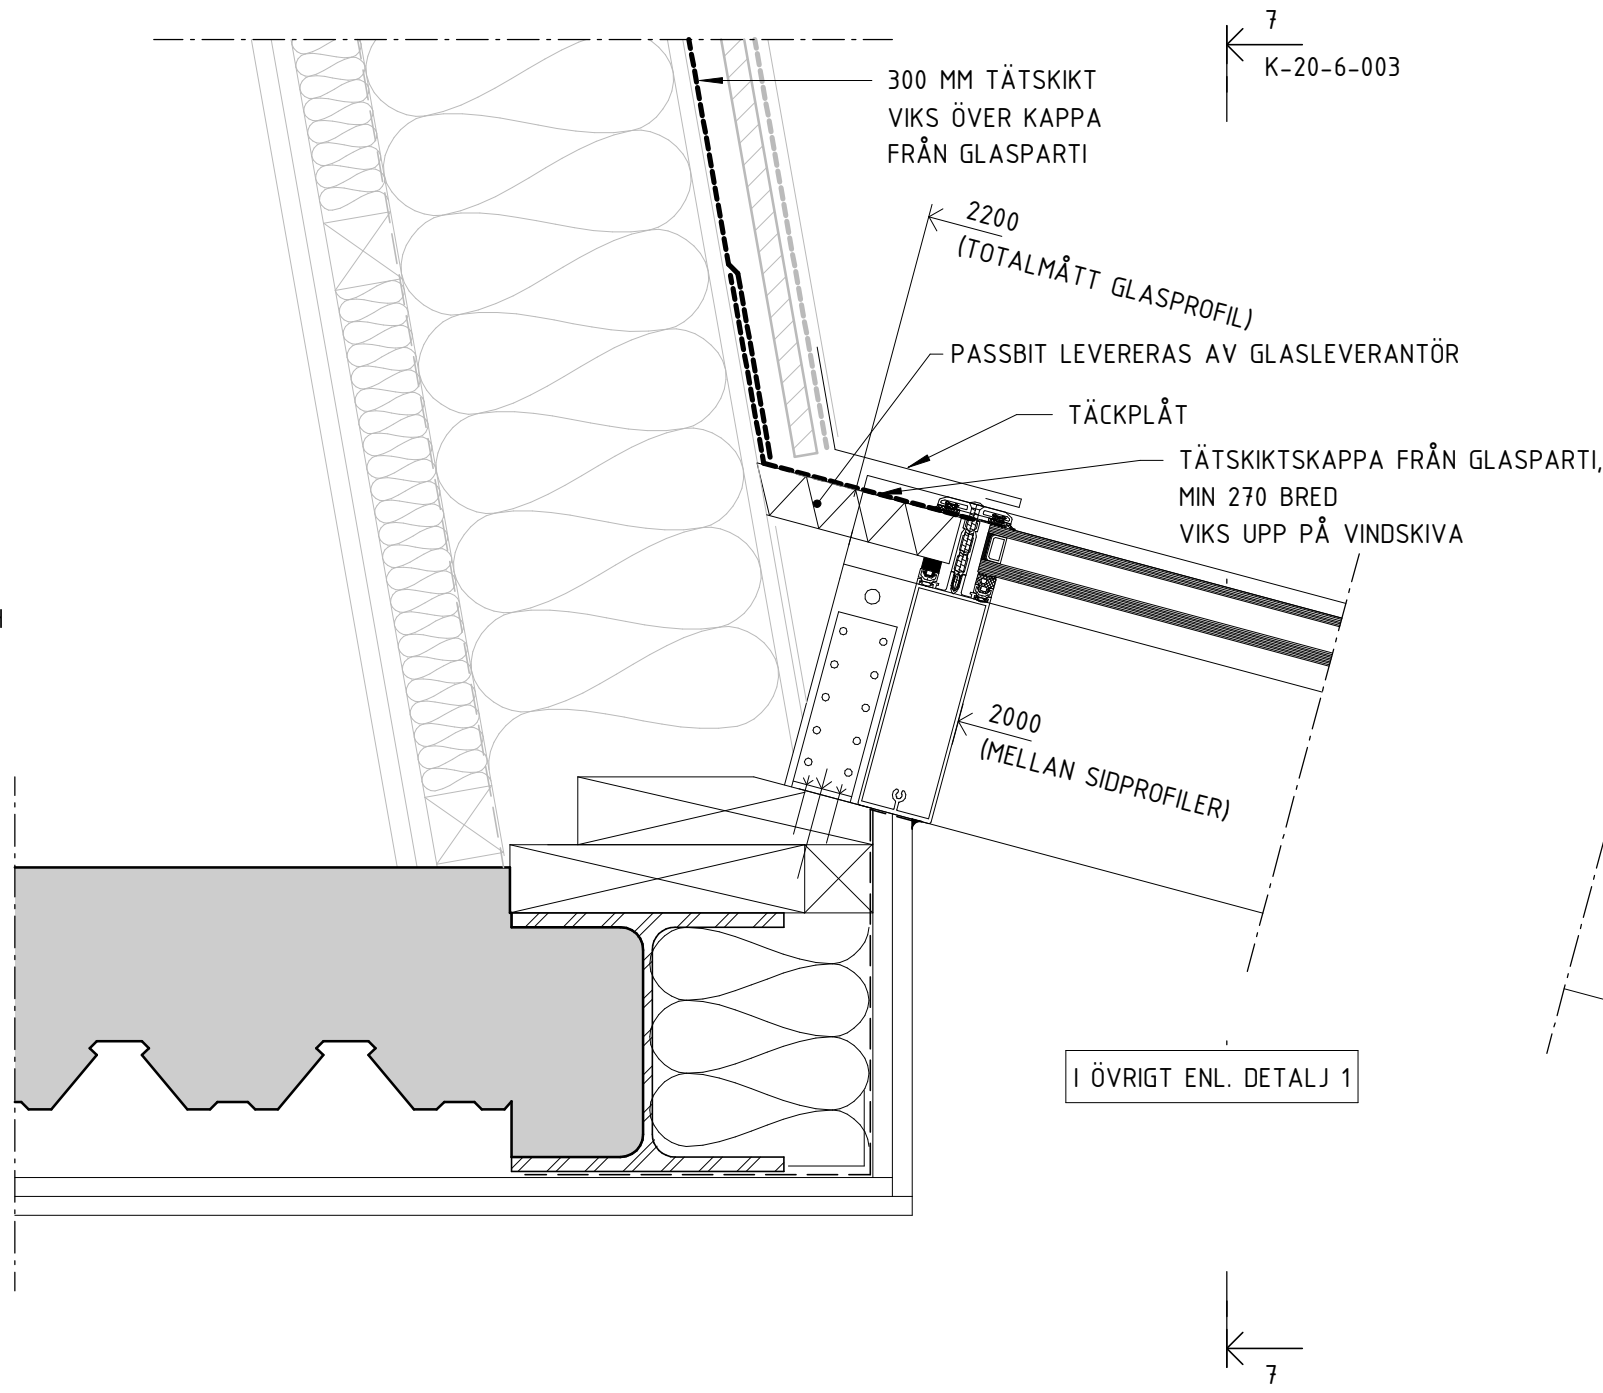 7
K-20-6-003
300 MM TÄTSKIKT
VIKS ÖVER KAPPA
FRÅN GLASPARTI
2200
(TOTALMÅTT GLASPROFIL)
PASSBIT LEVERERAS AV GLASLEVERANTÖR
TÄCKPLÅT
TÄTSKIKTSKAPPA FRÅN GLASPARTI,
MIN 270 BRED
VIKS UPP PÅ VINDSKIVA
2000
(MELLAN SIDPROFILER)
I ÖVRIGT ENL. DETALJ 1
7